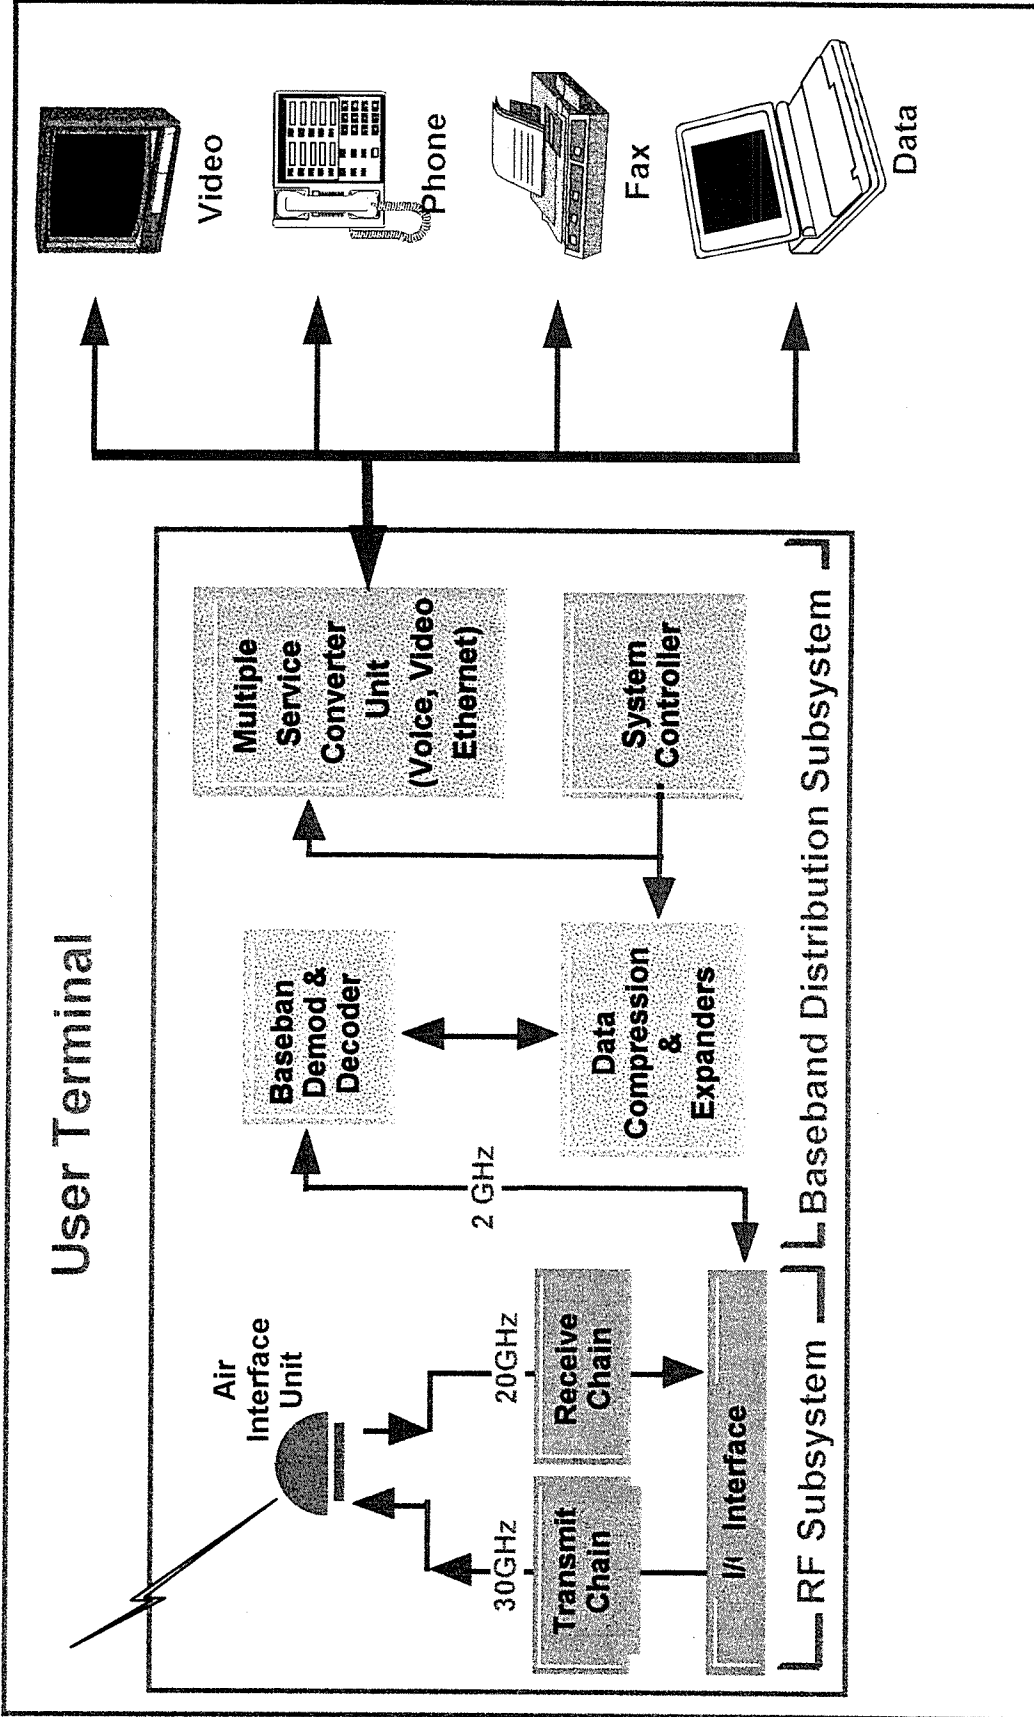 User Terminal
Air
Interface
Unit
30GHz
20GHz
Transmit
Chain
Receive
Chain
Interface
2 GHz
Baseban
Demod &
Decoder
Data
Compression
&
Expanders
Multiple
Service
Converter
Unit
(Voice, Video
Ethernet)
System
Controller
RF Subsystem
Baseband Distribution Subsystem
Video
Phone
Fax
Data